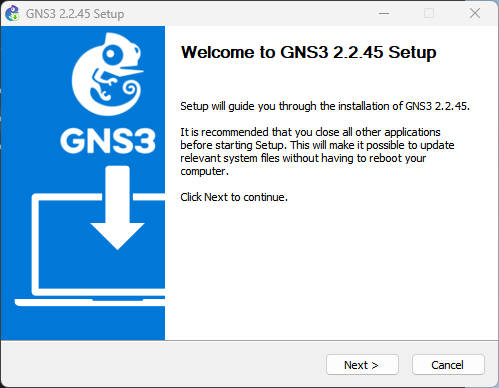 GNS3 2.2.45 Setup
Welcome to GNS3 2.2.45 Setup
Setup will guide you through the installation of GNS3 2.2.45.
It is recommended that you close all other applications
before starting Setup. This will make it possible to update
relevant system files without having to reboot your
computer.
Click Next to continue.
GNS3
Next >
Cancel